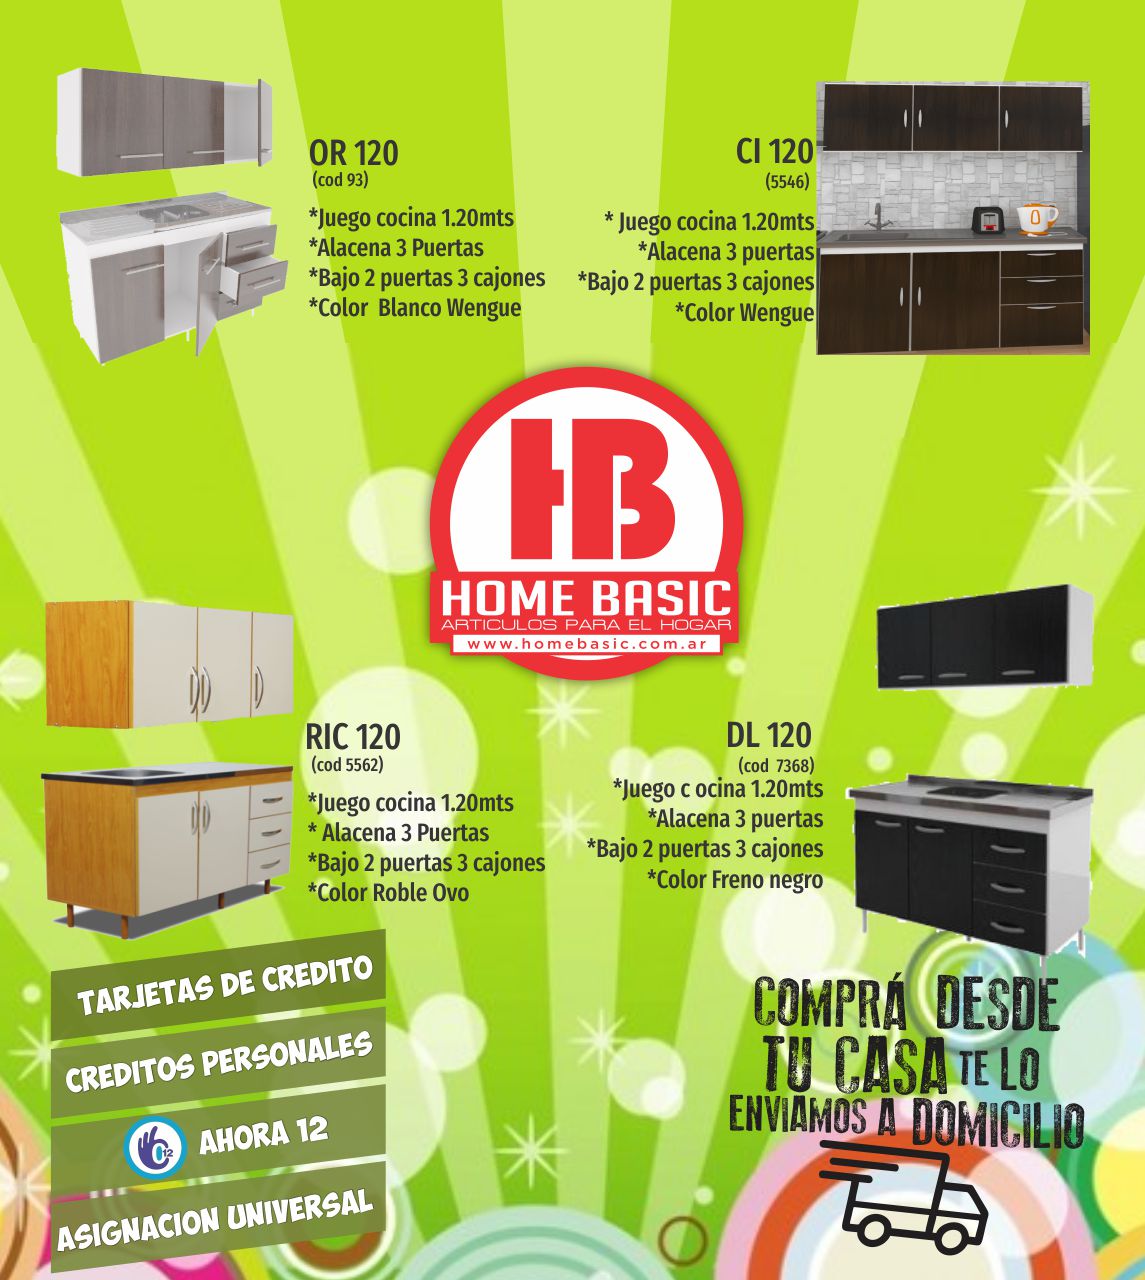 OR 120
(cod 93)
*Juego cocina 1.20mts
*Alacena 3 Puertas
*Bajo 2 puertas 3 cajones
*Color Blanco Wengue
CI 120
(5546)
* Juego cocina 1.20mts
*Alacena 3 puertas
*Bajo 2 puertas 3 cajones
*Color Wengue
HB
HOME BASIC
ARTICULOS PARA EL HOGAR
www.homebasic.com.ar
RIC 120
(cod 5562)
*Juego cocina 1.20mts
* Alacena 3 Puertas
*Bajo 2 puertas 3 cajones
*Color Roble Ovo
DL 120
(cod 7368)
*Juego c ocina 1.20mts
*Alacena 3 puertas
*Bajo 2 puertas 3 cajones
*Color Freno negro
TARJETAS DE CREDITO
CREDITOS PERSONALES
12 AHORA 12
ASIGNACION UNIVERSAL
COMPRÁ DESDE
TU CASA TE LO
ENVIAMOS A DOMICILIO